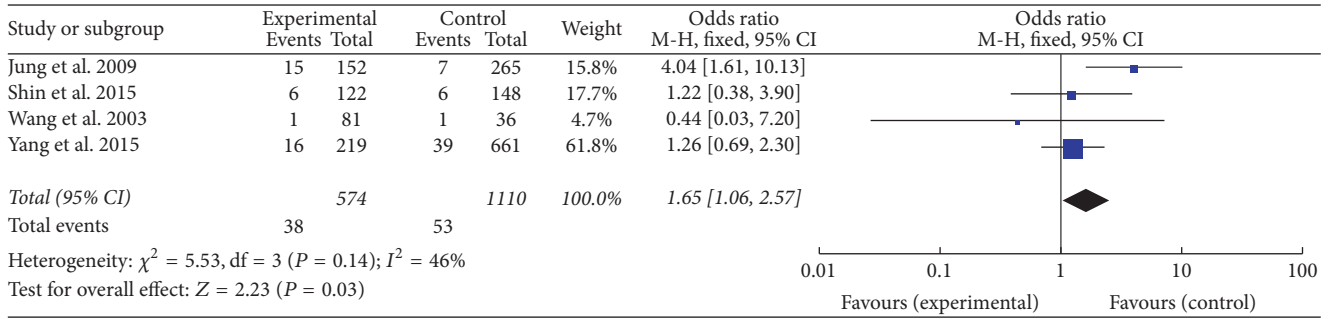 Study or subgroup Experimental Control Weight Odds ratio Odds ratio
Events Total Events Total M-H, fixed, 95% CI M-H, fixed, 95% CI
Jung et al. 2009 15 152 7 265 15.8% 4.04 [1.61, 10.13]
Shin et al. 2015 6 122 6 148 17.7% 1.22 [0.38, 3.90]
Wang et al. 2003 1 81 1 36 4.7% 0.44 [0.03, 7.20]
Yang et al. 2015 16 219 39 661 61.8% 1.26 [0.69, 2.30]
Total (95% CI) 574 1110 100.0% 1.65 [1.06, 2.57]
Total events 38 53
Heterogeneity: χ² = 5.53, df = 3 (P = 0.14); I² = 46%
Test for overall effect: Z = 2.23 (P = 0.03)
0.01 0.1 1 10 100
Favours (experimental) Favours (control)